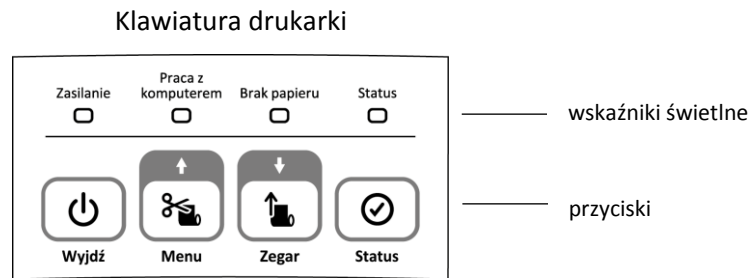 Klawiatura drukarki
Zasilanie
Praca z
komputerem
Brak papieru
Status
wskaźniki świetlne
przyciski
Wyjdź
Menu
Zegar
Status